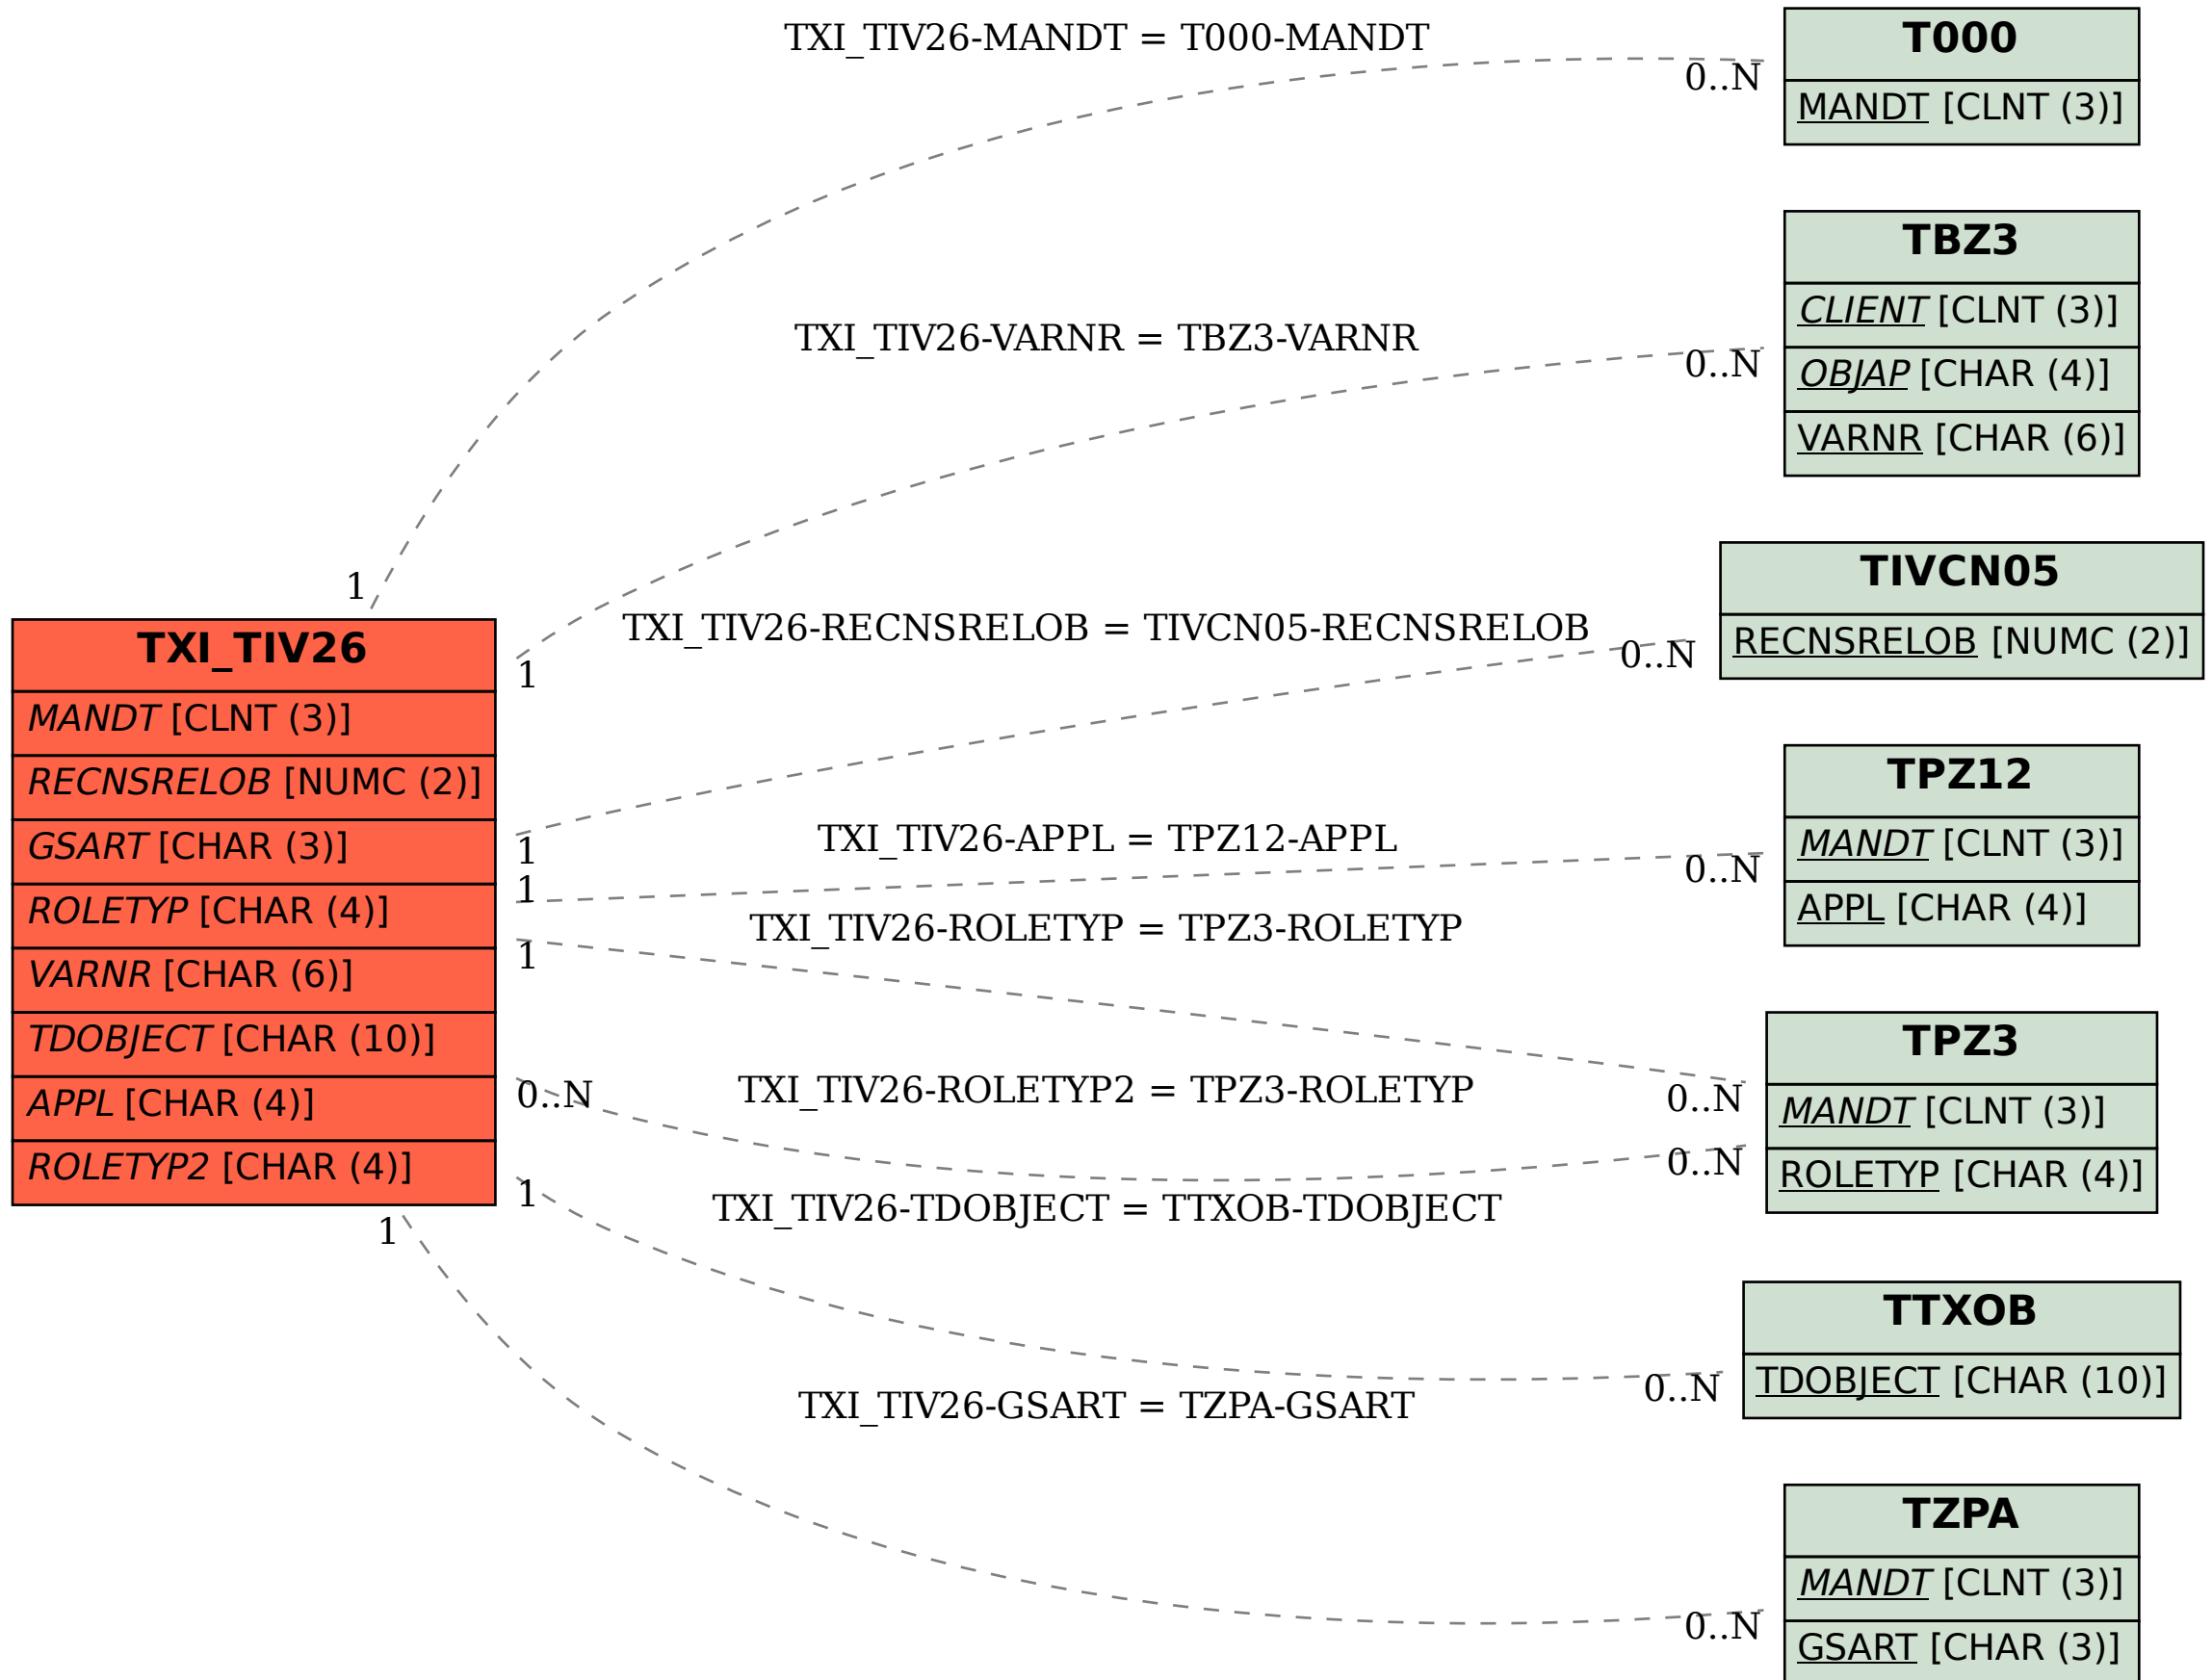 TXI_TIV26-MANDT = T000-MANDT
0..N
1
T000
MANDT [CLNT (3)]
TXI_TIV26-VARNR = TBZ3-VARNR
0..N
1
TBZ3
CLIENT [CLNT (3)]
OBJAP [CHAR (4)]
VARNR [CHAR (6)]
TXI_TIV26
MANDT [CLNT (3)]
RECNSRELOB [NUMC (2)]
GSART [CHAR (3)]
ROLETYP [CHAR (4)]
VARNR [CHAR (6)]
TDOBJECT [CHAR (10)]
APPL [CHAR (4)]
ROLETYP2 [CHAR (4)]
TXI_TIV26-RECNSRELOB = TIVCN05-RECNSRELOB
0..N
1
TIVCN05
RECNSRELOB [NUMC (2)]
TXI_TIV26-APPL = TPZ12-APPL
0..N
1
TPZ12
MANDT [CLNT (3)]
APPL [CHAR (4)]
TXI_TIV26-ROLETYP = TPZ3-ROLETYP
1
0..N
TXI_TIV26-ROLETYP2 = TPZ3-ROLETYP
0..N
0..N
TPZ3
MANDT [CLNT (3)]
ROLETYP [CHAR (4)]
TXI_TIV26-TDOBJECT = TTXOB-TDOBJECT
1
0..N
TTXOB
TDOBJECT [CHAR (10)]
TXI_TIV26-GSART = TZPA-GSART
1
0..N
TZPA
MANDT [CLNT (3)]
GSART [CHAR (3)]